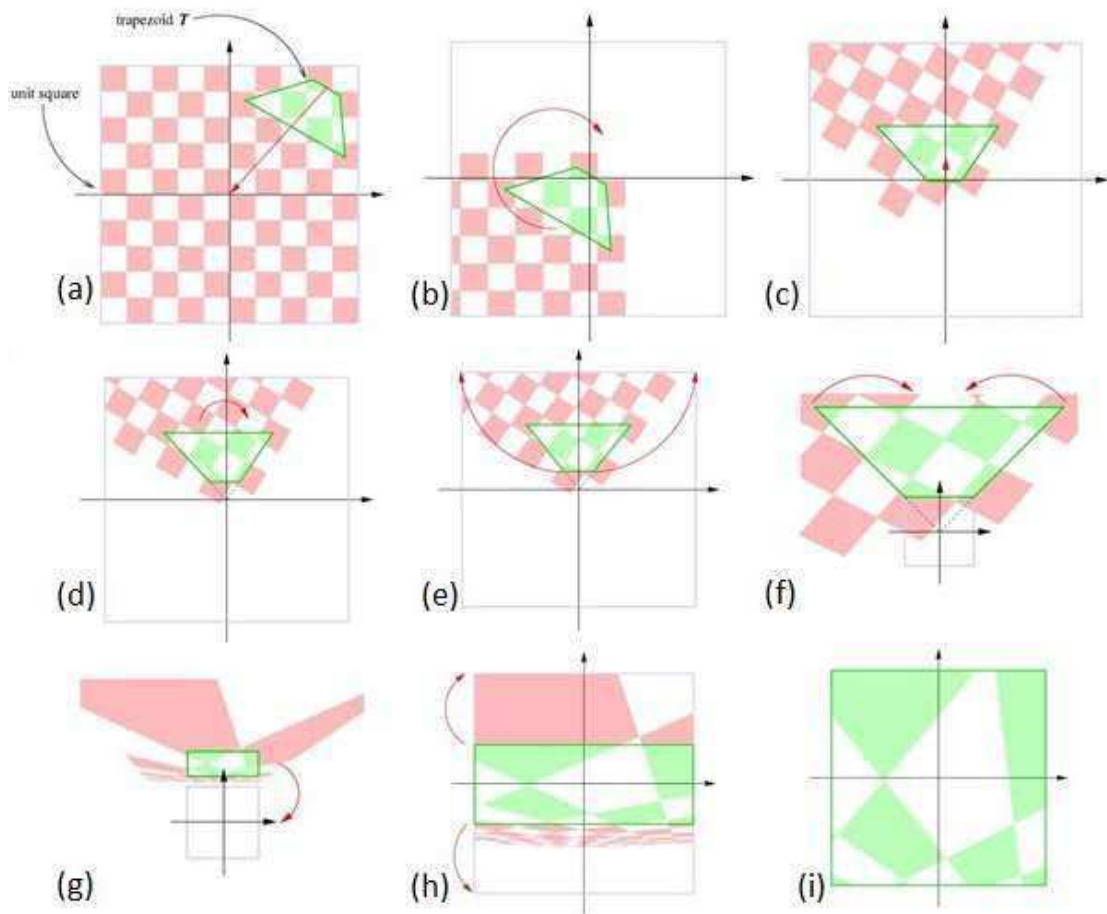 trapezoid T
unit square
(a)
(b)
(c)
(d)
(e)
(f)
(g)
(h)
(i)